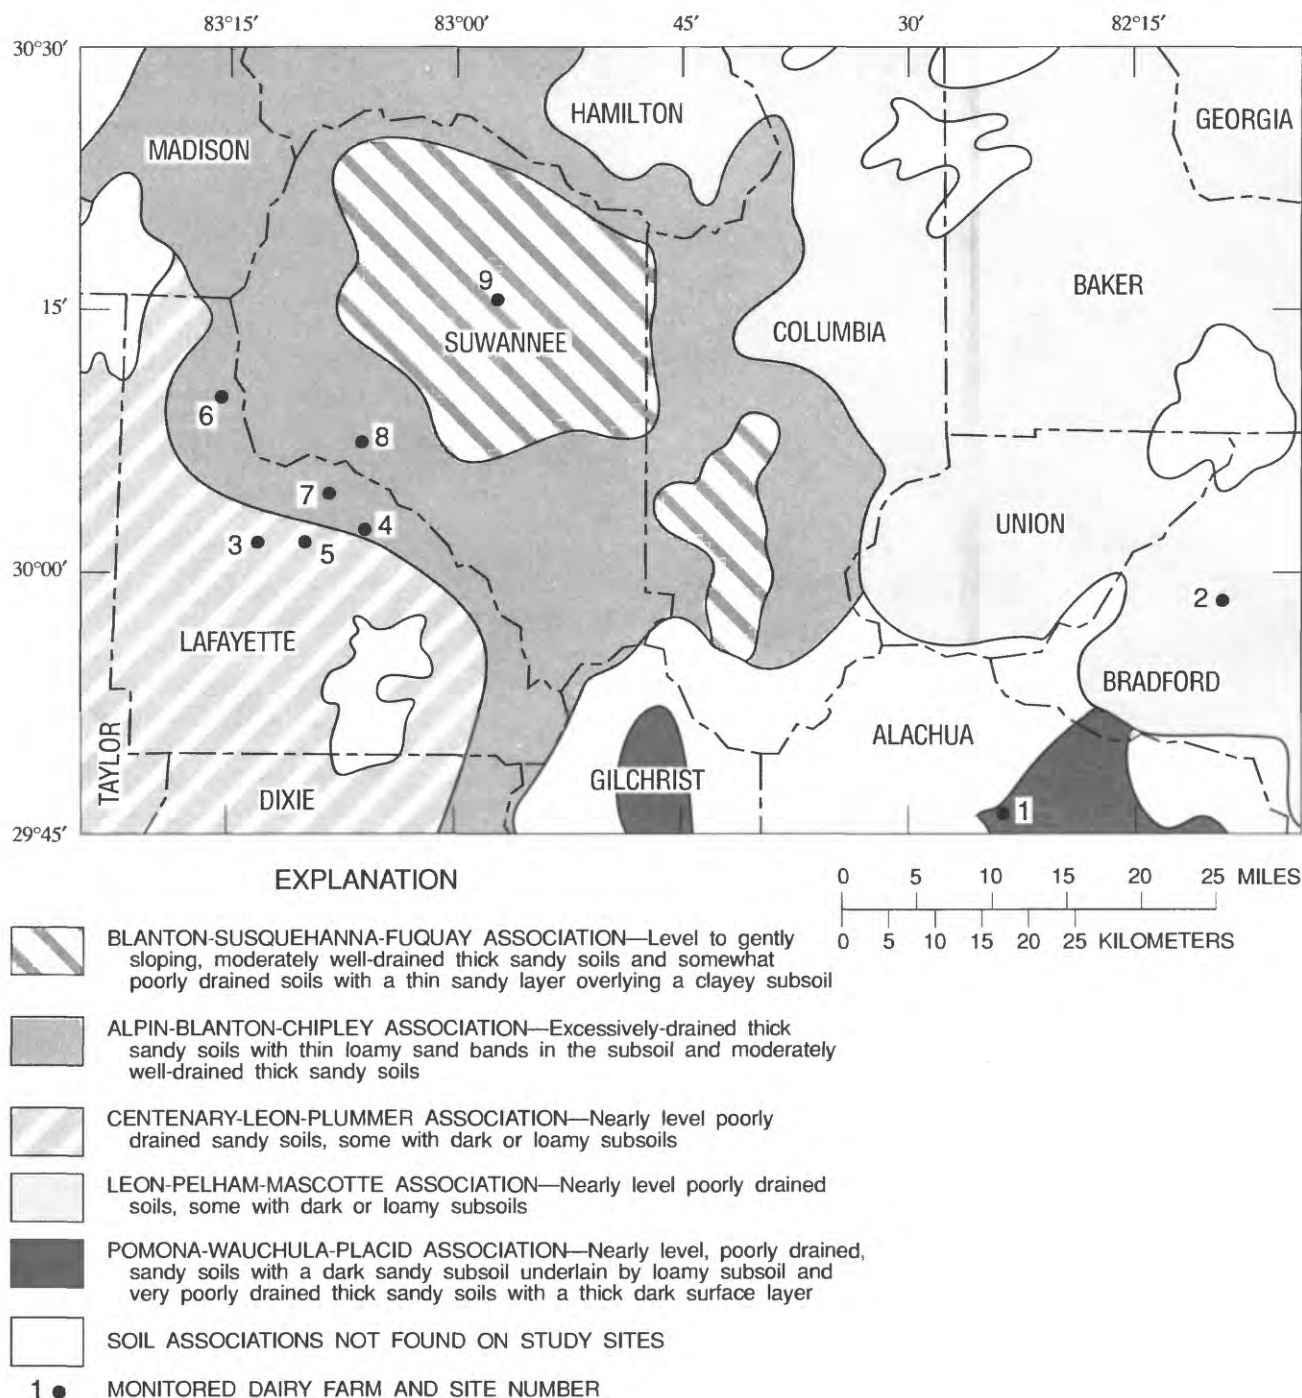 83°15′ 83°00′ 45′ 30′ 82°15′
30°30′
HAMILTON
GEORGIA
MADISON
9
BAKER
15′
COLUMBIA
SUWANNEE
6
8
7
4
UNION
3
5
30°00′
2
LAFAYETTE
BRADFORD
TAYLOR
ALACHUA
GILCHRIST
DIXIE
1
29°45′
EXPLANATION
0 5 10 15 20 25 MILES
0 5 10 15 20 25 KILOMETERS
BLANTON-SUSQUEHANNA-FUQUAY ASSOCIATION—Level to gently
sloping, moderately well-drained thick sandy soils and somewhat
poorly drained soils with a thin sandy layer overlying a clayey subsoil
ALPIN-BLANTON-CHIPLEY ASSOCIATION—Excessively-drained thick
sandy soils with thin loamy sand bands in the subsoil and moderately
well-drained thick sandy soils
CENTENARY-LEON-PLUMMER ASSOCIATION—Nearly level poorly
drained sandy soils, some with dark or loamy subsoils
LEON-PELHAM-MASCOTTE ASSOCIATION—Nearly level poorly drained
soils, some with dark or loamy subsoils
POMONA-WAUCHULA-PLACID ASSOCIATION—Nearly level, poorly drained,
sandy soils with a dark sandy subsoil underlain by loamy subsoil and
very poorly drained thick sandy soils with a thick dark surface layer
SOIL ASSOCIATIONS NOT FOUND ON STUDY SITES
1 MONITORED DAIRY FARM AND SITE NUMBER